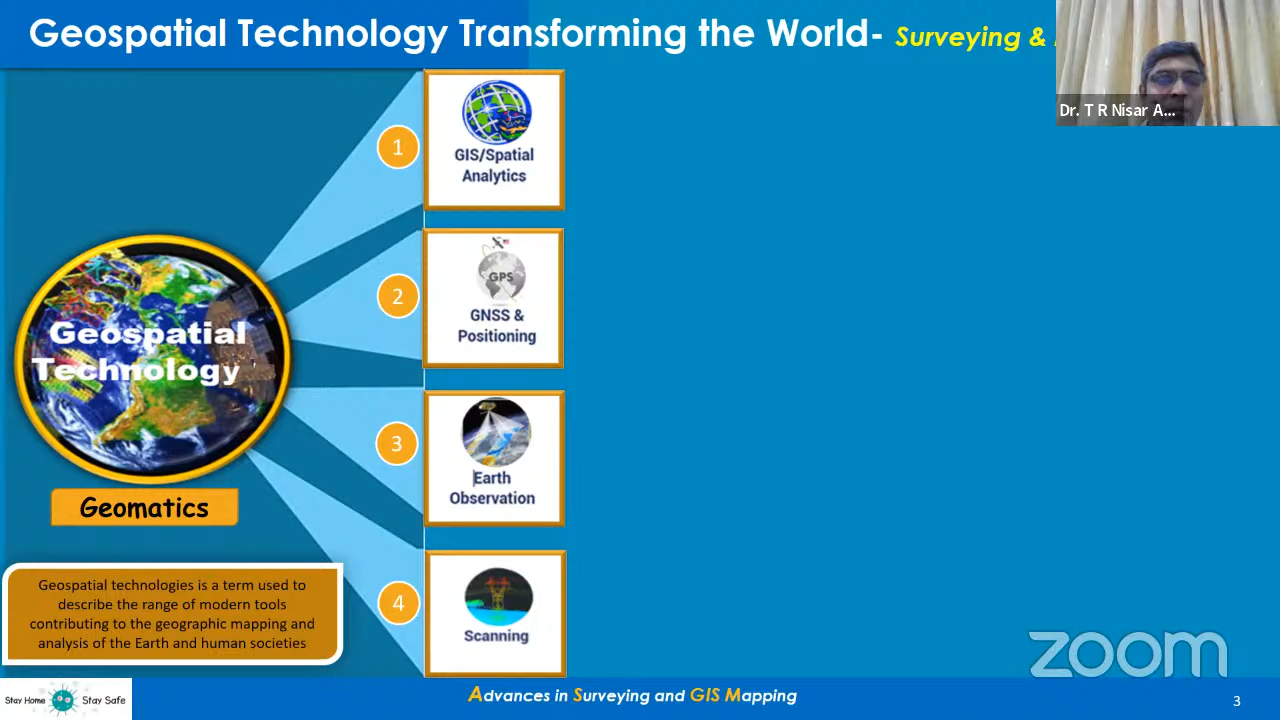 Geospatial Technology Transforming the World- Surveying &
Dr. T R Nisar A...
1
GIS/Spatial
Analytics
2
GPS
GNSS &
Positioning
Geospatial
Technology
3
Earth
Observation
Geomatics
4
Scanning
Geospatial technologies is a term used to
describe the range of modern tools
contributing to the geographic mapping and
analysis of the Earth and human societies
zoom
Stay Home Stay Safe
Advances in Surveying and GIS Mapping
3